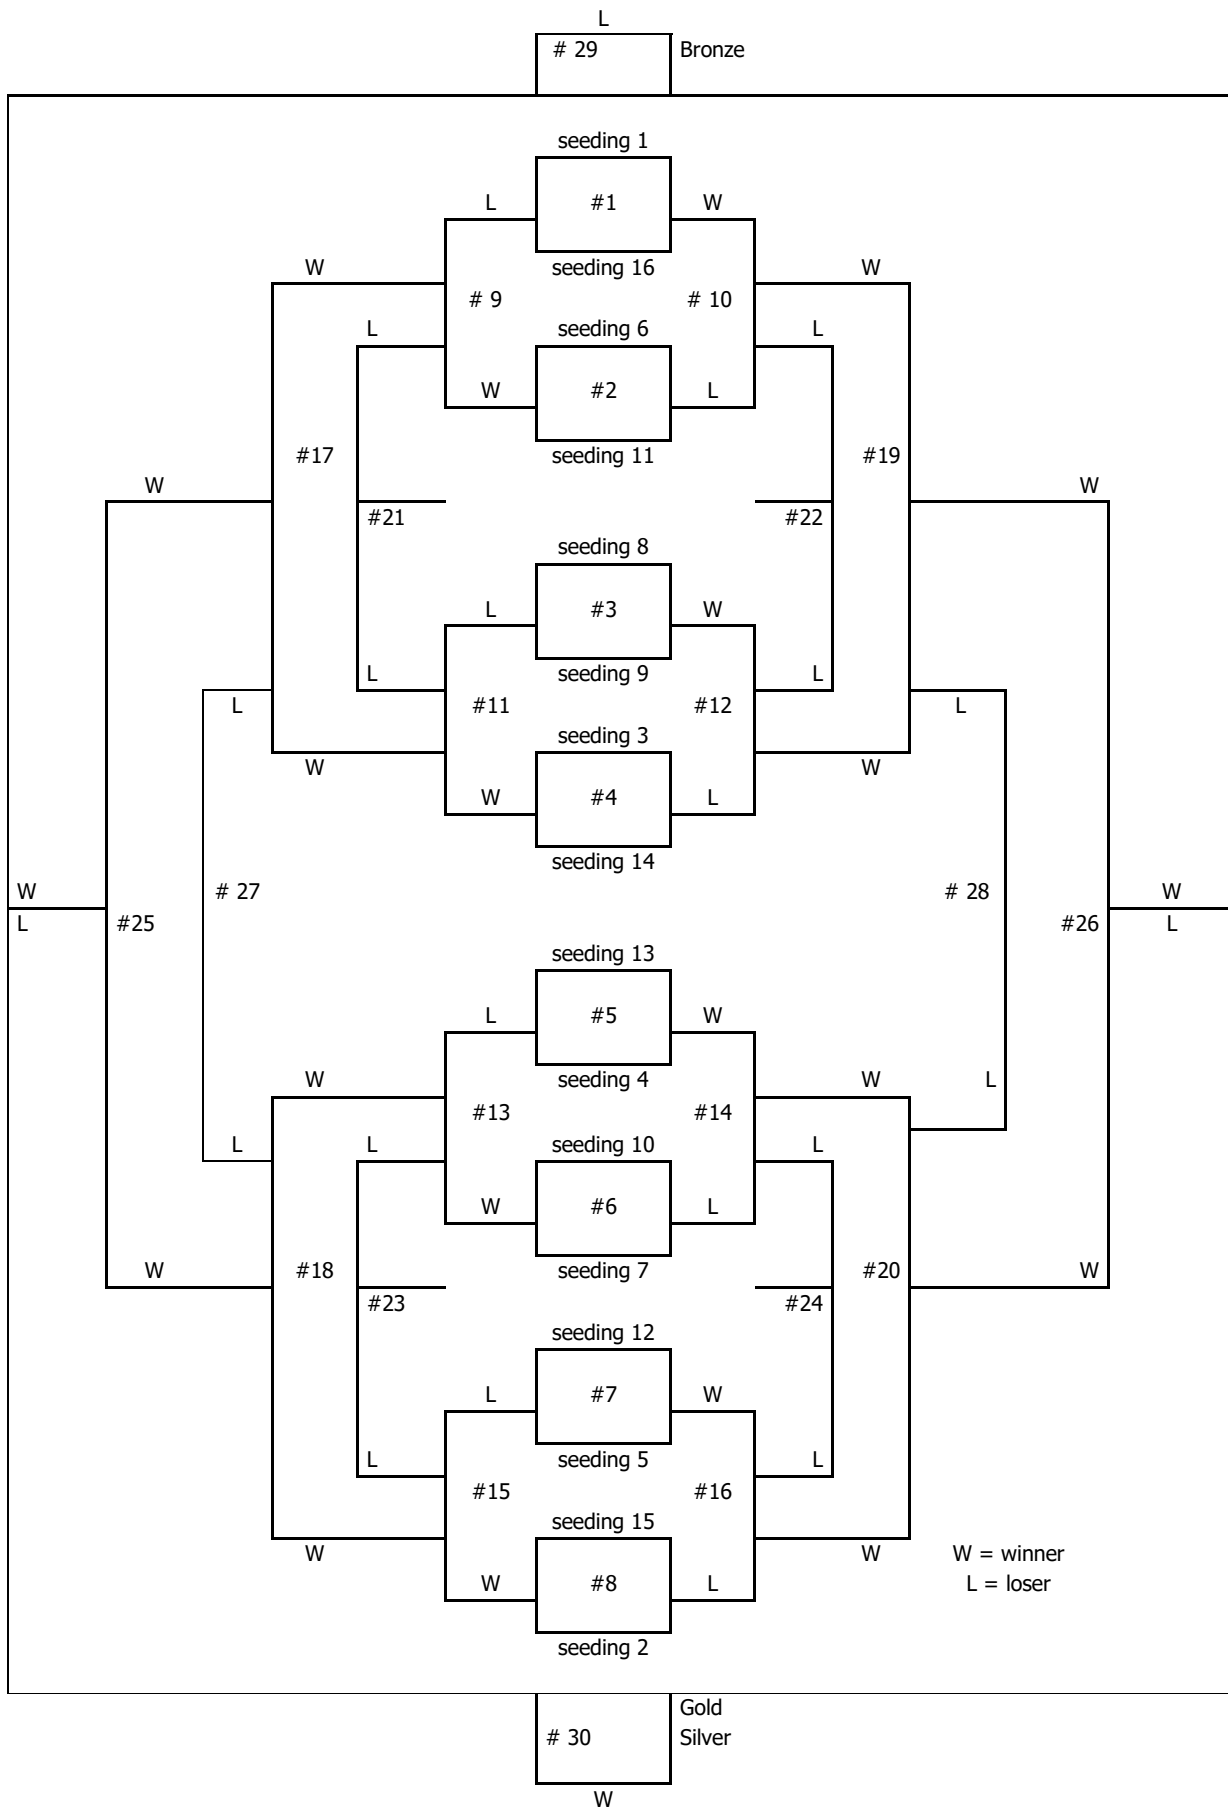 L
# 29 Bronze
seeding 1
L #1 W
W seeding 16 W
# 9 # 10
L seeding 6 L
W #2 L
#17 seeding 11 #19
W W
#21 #22
seeding 8
L #3 W
L seeding 9 L
L #11 #12 L
seeding 3
W W
W #4 L
seeding 14
W # 27 # 28 W
L #25 #26 L
seeding 13
L #5 W
W seeding 4 W L
#13 #14
L L seeding 10 L
W #6 L
W #18 seeding 7 #20 W
#23 #24
seeding 12
L #7 W
L seeding 5 L
#15 #16
seeding 15
W W W = winner
W #8 L L = loser
seeding 2
Gold
# 30 Silver
W